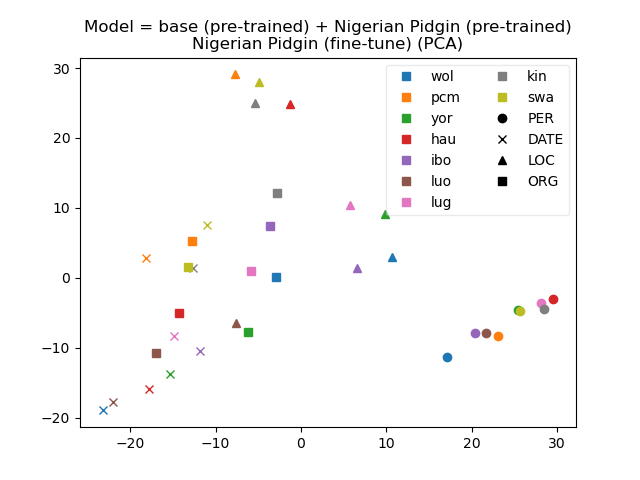 Model = base (pre-trained) + Nigerian Pidgin (pre-trained)
Nigerian Pidgin (fine-tune) (PCA)
30
20
10
0
−10
−20
−20
−10
0
10
20
30
wol
pcm
yor
hau
ibo
luo
lug
kin
swa
PER
DATE
LOC
ORG